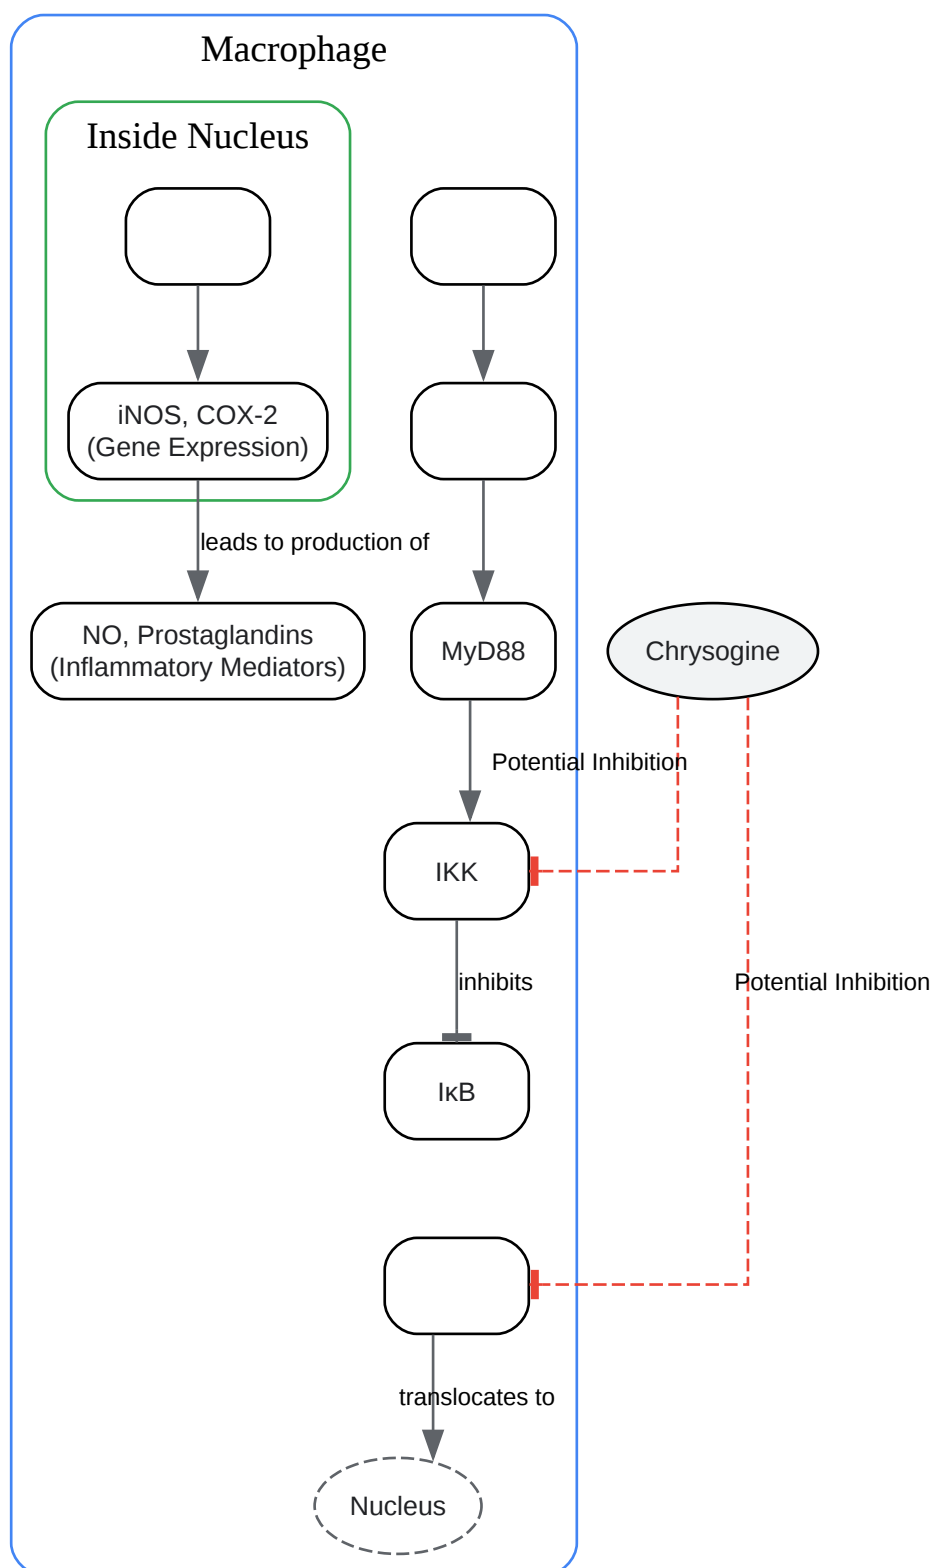 Macrophage
Inside Nucleus
iNOS, COX-2
(Gene Expression)
leads to production of
NO, Prostaglandins
(Inflammatory Mediators)
MyD88
Chrysogine
Potential Inhibition
IKK
inhibits
Potential Inhibition
IκB
translocates to
Nucleus